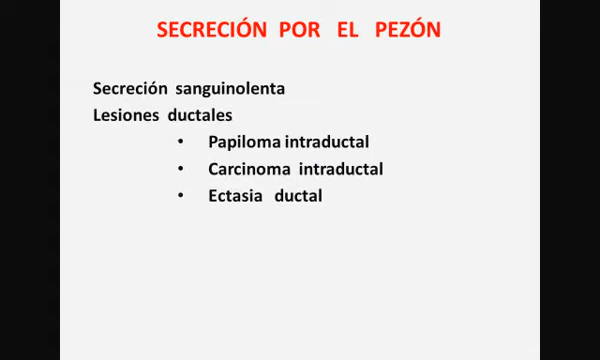 SECRECIÓN POR EL PEZÓN
Secreción sanguinolenta
Lesiones ductales
• Papiloma intraductal
• Carcinoma intraductal
• Ectasia ductal